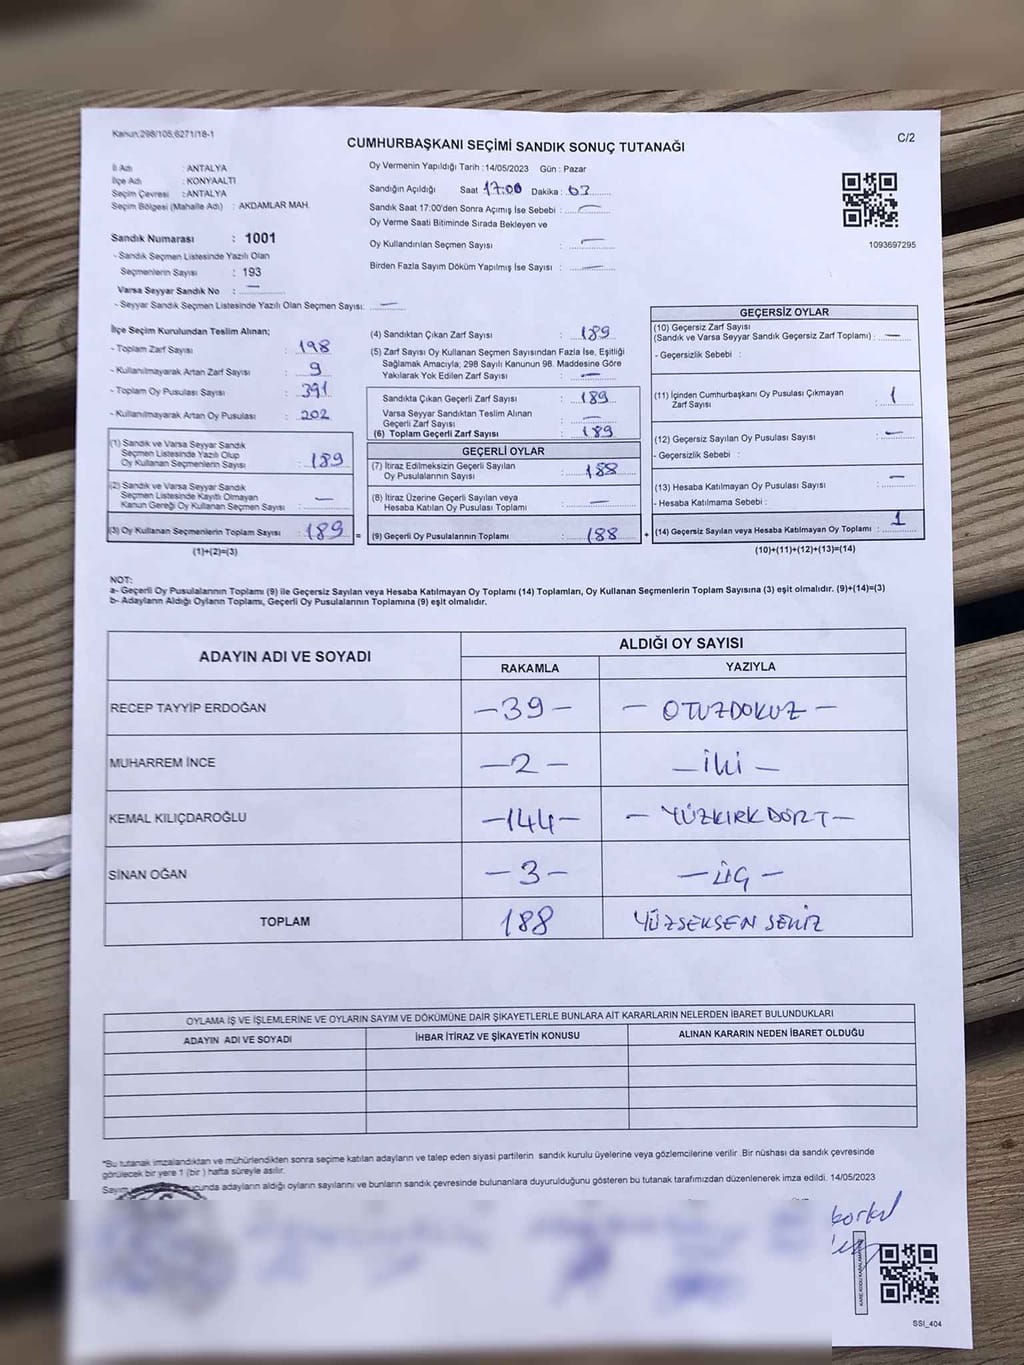 Kanun:298/105;6271/18-1
C/2
CUMHURBAŞKANI SEÇİMİ SANDIK SONUÇ TUTANAĞI
İl Adı : ANTALYA
İlçe Adı : KONYAALTI
Seçim Çevresi : ANTALYA
Seçim Bölgesi (Mahalle Adı) : AKDAMLAR MAH.
Sandık Numarası : 1001
- Sandık Seçmen Listesinde Yazılı Olan
Seçmenlerin Sayısı : 193
Varsa Seyyar Sandık No : —
- Seyyar Sandık Seçmen Listesinde Yazılı Olan Seçmen Sayısı: —
Oy Vermenin Yapıldığı Tarih : 14/05/2023 Gün : Pazar
Sandığın Açıldığı Saat 17:00 Dakika : 03
Sandık Saat 17:00'den Sonra Açımış İse Sebebi : —
Oy Verme Saati Bitiminde Sırada Bekleyen ve
Oy Kullandırılan Seçmen Sayısı : —
Birden Fazla Sayım Döküm Yapılmış İse Sayısı : —
1093697295
İlçe Seçim Kurulundan Teslim Alınan;
- Toplam Zarf Sayısı : 198
- Kullanılmayarak Artan Zarf Sayısı : 9
- Toplam Oy Pusulası Sayısı : 391
- Kullanılmayarak Artan Oy Pusulası : 202
(1) Sandık ve Varsa Seyyar Sandık
Seçmen Listesinde Yazılı Olup
Oy Kullanan Seçmenlerin Sayısı : 189
(2) Sandık ve Varsa Seyyar Sandık
Seçmen Listesinde Kayıtlı Olmayan
Kanun Gereği Oy Kullanan Seçmen Sayısı : —
(3) Oy Kullanan Seçmenlerin Toplam Sayısı : 189 =
(1)+(2)=(3)
(4) Sandıktan Çıkan Zarf Sayısı : 189
(5) Zarf Sayısı Oy Kullanan Seçmen Sayısından Fazla İse, Eşitliği
Sağlamak Amacıyla; 298 Sayılı Kanunun 98. Maddesine Göre
Yakılarak Yok Edilen Zarf Sayısı : —
Sandıkta Çıkan Geçerli Zarf Sayısı : 189
Varsa Seyyar Sandıktan Teslim Alınan
Geçerli Zarf Sayısı : —
(6) Toplam Geçerli Zarf Sayısı : 189
GEÇERLİ OYLAR
(7) İtiraz Edilmeksizin Geçerli Sayılan
Oy Pusulalarının Sayısı : 188
(8) İtiraz Üzerine Geçerli Sayılan veya
Hesaba Katılan Oy Pusulaları Toplamı : —
(9) Geçerli Oy Pusulalarının Toplamı : 188 +
GEÇERSİZ OYLAR
(10) Geçersiz Zarf Sayısı
(Sandık ve Varsa Seyyar Sandık Geçersiz Zarf Toplamı) : —
- Geçersizlik Sebebi :
(11) İçinden Cumhurbaşkanı Oy Pusulası Çıkmayan
Zarf Sayısı : 1
(12) Geçersiz Sayılan Oy Pusulası Sayısı : —
- Geçersizlik Sebebi :
(13) Hesaba Katılmayan Oy Pusulası Sayısı : —
- Hesaba Katılmama Sebebi :
(14) Geçersiz Sayılan veya Hesaba Katılmayan Oy Toplamı : 1
(10)+(11)+(12)+(13)=(14)
NOT:
a- Geçerli Oy Pusulalarının Toplamı (9) ile Geçersiz Sayılan veya Hesaba Katılmayan Oy Toplamı (14) Toplamları, Oy Kullanan Seçmenlerin Toplam Sayısına (3) eşit olmalıdır. (9)+(14)=(3)
b- Adayların Aldığı Oyların Toplamı, Geçerli Oy Pusulalarının Toplamına (9) eşit olmalıdır.
ADAYIN ADI VE SOYADI ALDIĞI OY SAYISI
RAKAMLA YAZIYLA
RECEP TAYYİP ERDOĞAN —39— — OTUZDOKUZ —
MUHARREM İNCE —2— — İKİ —
KEMAL KILIÇDAROĞLU —144— — YÜZKIRKDÖRT —
SİNAN OĞAN —3— — ÜÇ —
TOPLAM 188 YÜZSEKSEN SEKİZ
OYLAMA İŞ VE İŞLEMLERİNE VE OYLARIN SAYIM VE DÖKÜMÜNE DAİR ŞİKAYETLERLE BUNLARA AİT KARARLARIN NELERDEN İBARET BULUNDUKLARI
ADAYIN ADI VE SOYADI İHBAR İTİRAZ VE ŞİKAYETİN KONUSU ALINAN KARARIN NEDEN İBARET OLDUĞU
"Bu tutanak imzalandıktan ve mühürlendikten sonra seçime katılan adayların ve talep eden siyasi partilerin sandık kurulu üyelerine veya gözlemcilerine verilir. Bir nüshası da sandık çevresinde
görülecek bir yere 1 (bir ) hafta süreyle asılır.
Sayım ucunda adayların aldığı oyların sayılarını ve bunların sandık çevresinde bulunanlara duyurulduğunu gösteren bu tutanak tarafımızdan düzenlenerek imza edildi. 14/05/2023
SSI_404